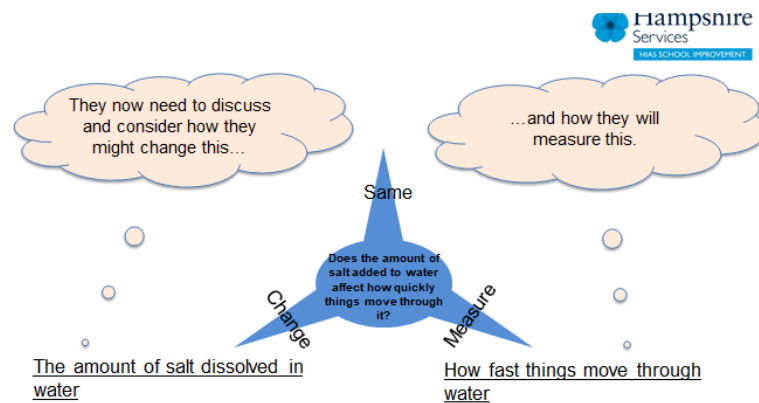 Hampshire
Services
HIAS SCHOOL IMPROVEMENT
They now need to discuss
and consider how they
might change this…
…and how they will
measure this.
Same
Does the amount of
salt added to water
affect how quickly
things move through
it?
Change
Measure
The amount of salt dissolved in
water
How fast things move through
water